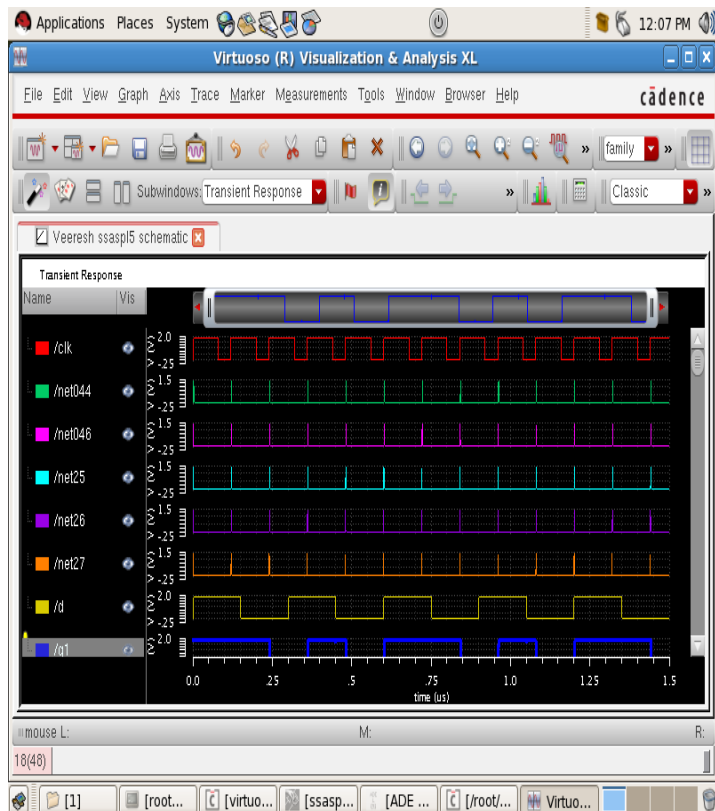 Applications Places System 12:07 PM
Virtuoso (R) Visualization & Analysis XL
File Edit View Graph Axis Trace Marker Measurements Tools Window Browser Help cādence
» family »
Subwindows: Transient Response » Classic »
Veeresh ssaspl5 schematic
Transient Response
Name Vis
/clk 2.0
-.25
/net044 1.5
-.25
/net046 1.5
-.25
/net25 1.5
-.25
/net26 1.5
-.25
/net27 1.5
-.25
/d 2.0
-.25
/q1 2.0
0.0 .25 .5 .75 1.0 1.25 1.5
time (us)
mouse L: M: R:
18(48)
[1] [root... [virtuo... [ssasp... [ADE ... [/root/... Virtuo...